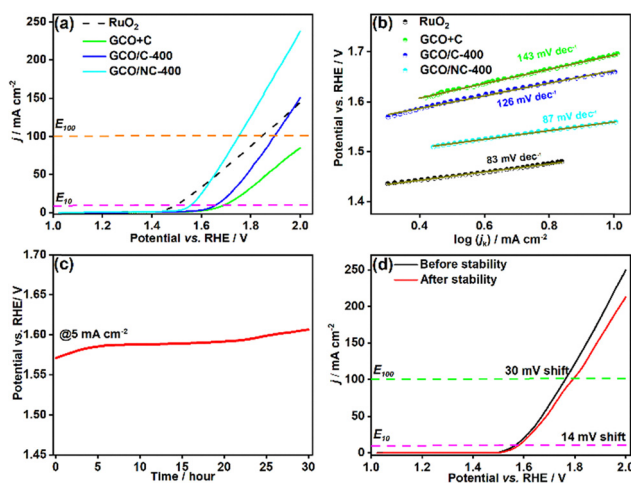 (a)
RuO2
GCO+C
GCO/C-400
GCO/NC-400
E100
E10
j / mA cm-2
250
200
150
100
50
0
1.0 1.2 1.4 1.6 1.8 2.0
Potential vs. RHE / V
(b)
RuO2
GCO+C
GCO/C-400
GCO/NC-400
143 mV dec-1
126 mV dec-1
87 mV dec-1
83 mV dec-1
Potential vs. RHE / V
1.7
1.6
1.5
1.4
0.4 0.6 0.8 1.0
log (jK) / mA cm-2
(c)
@5 mA cm-2
Potential vs. RHE/ V
1.70
1.65
1.60
1.55
1.50
1.45
0 5 10 15 20 25 30
Time / hour
(d)
Before stability
After stability
E100
30 mV shift
E10
14 mV shift
j / mA cm-2
250
200
150
100
50
0
1.0 1.2 1.4 1.6 1.8 2.0
Potential vs. RHE / V